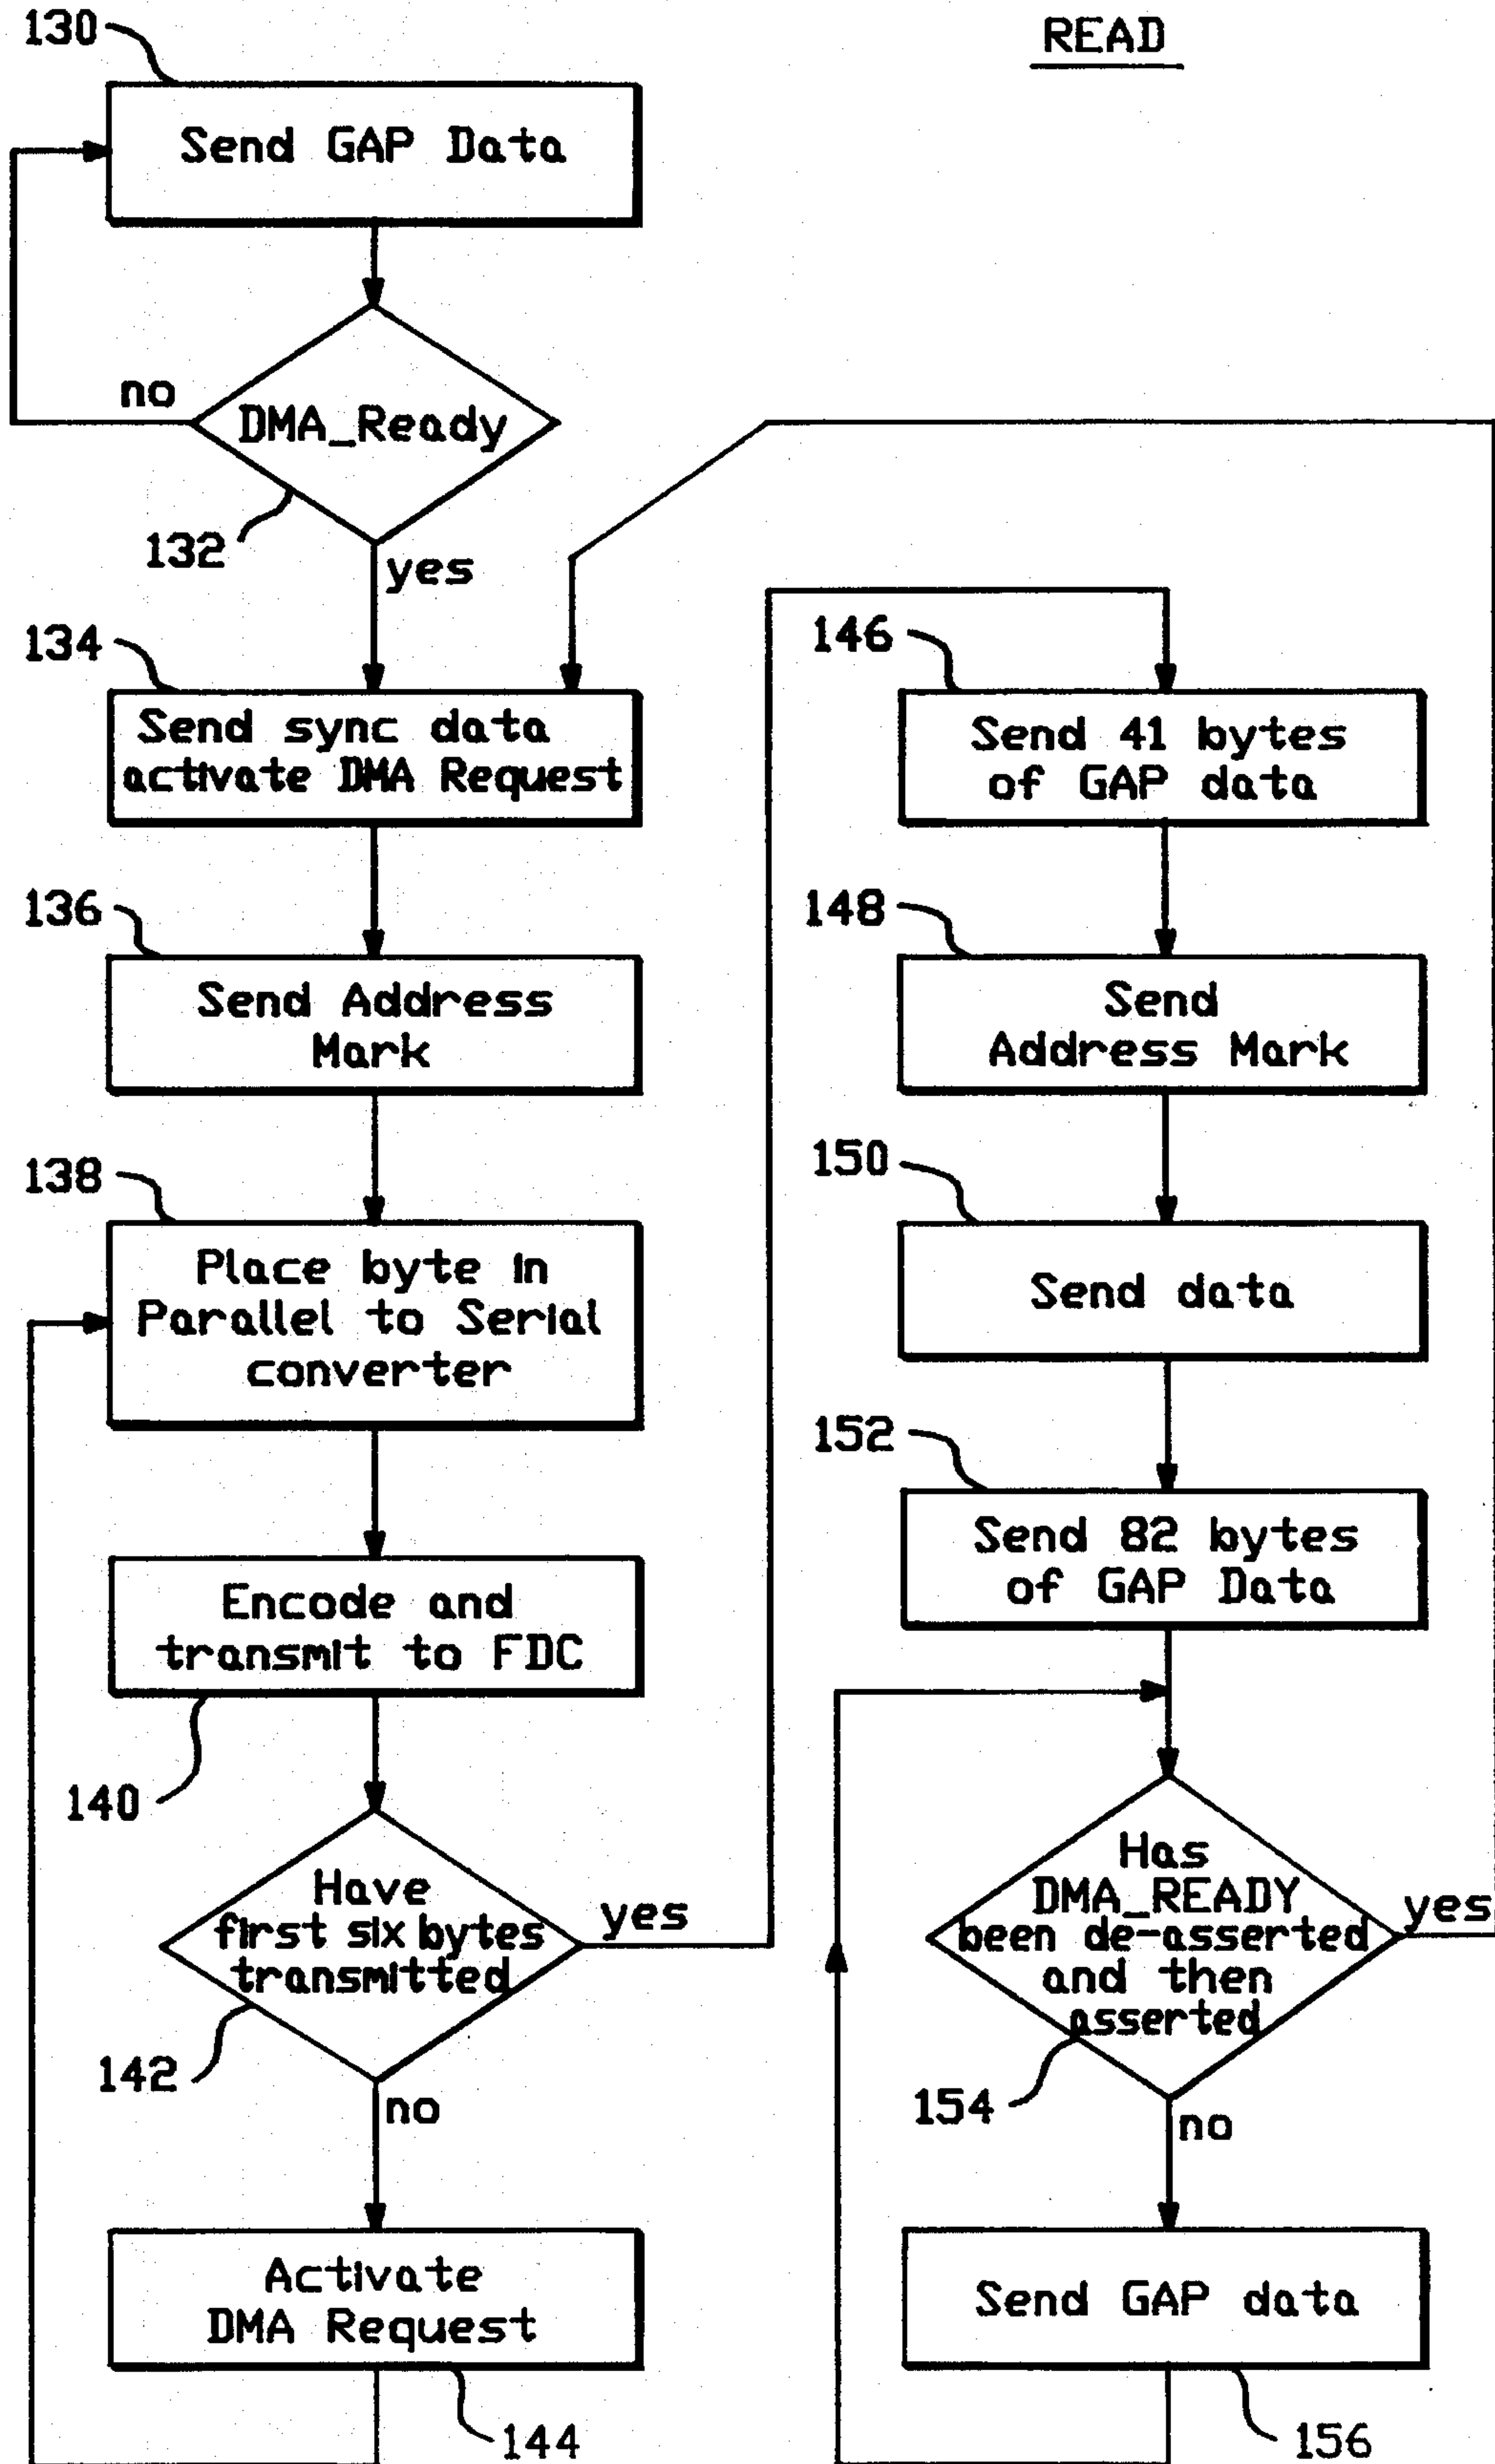 READ
130
Send GAP Data
no
DMA_Ready
132
yes
134
Send sync data
activate DMA Request
136
Send Address
Mark
138
Place byte in
Parallel to Serial
converter
Encode and
transmit to FDC
140
Have
first six bytes
transmitted
yes
142
no
Activate
DMA Request
144
146
Send 41 bytes
of GAP data
148
Send
Address Mark
150
Send data
152
Send 82 bytes
of GAP Data
Has
DMA_READY
been de-asserted
and then
asserted
yes
154
no
Send GAP data
156